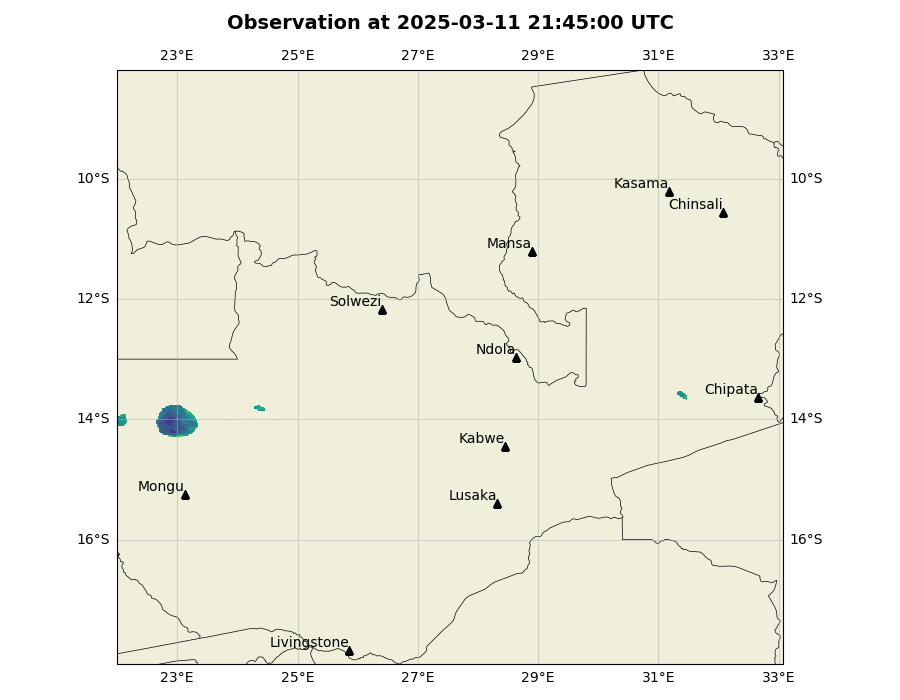 Observation at 2025-03-11 21:45:00 UTC
23°E 25°E 27°E 29°E 31°E 33°E
10°S 10°S
Kasama
Chinsali
Mansa
12°S 12°S
Solwezi
Ndola
Chipata
14°S 14°S
Kabwe
Mongu
Lusaka
16°S 16°S
Livingstone
23°E 25°E 27°E 29°E 31°E 33°E